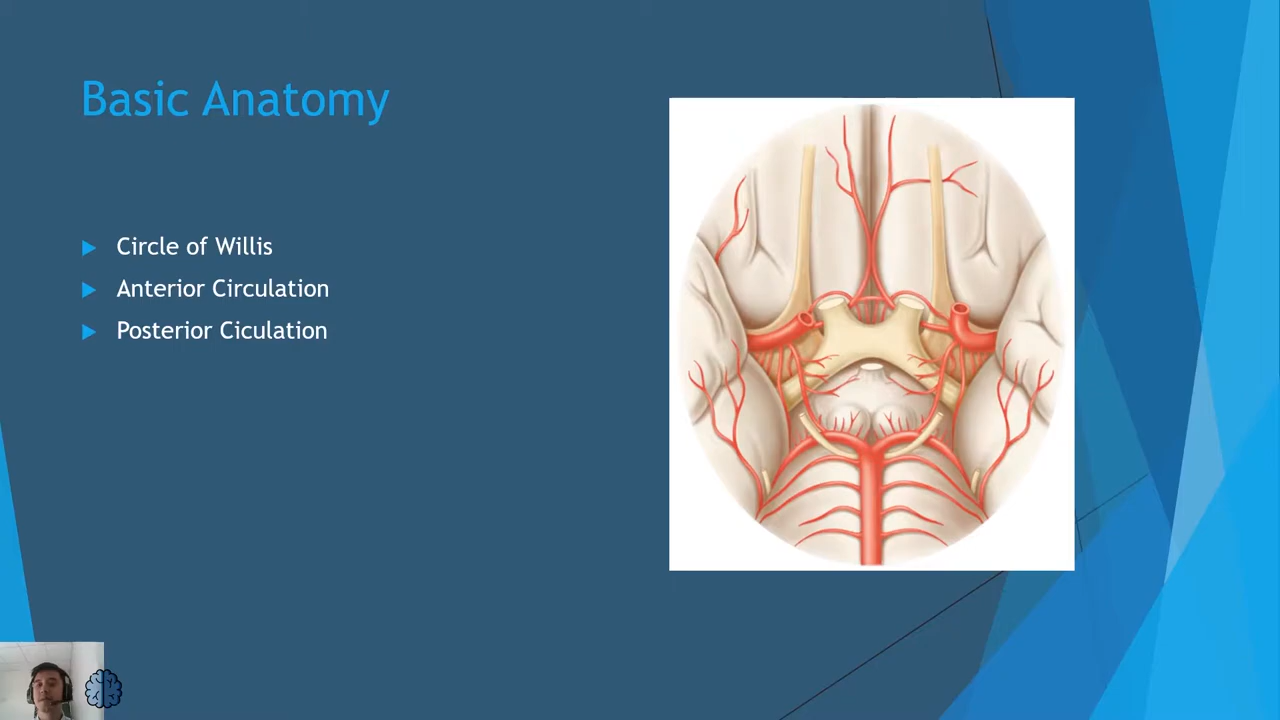 Basic Anatomy
Circle of Willis
Anterior Circulation
Posterior Ciculation